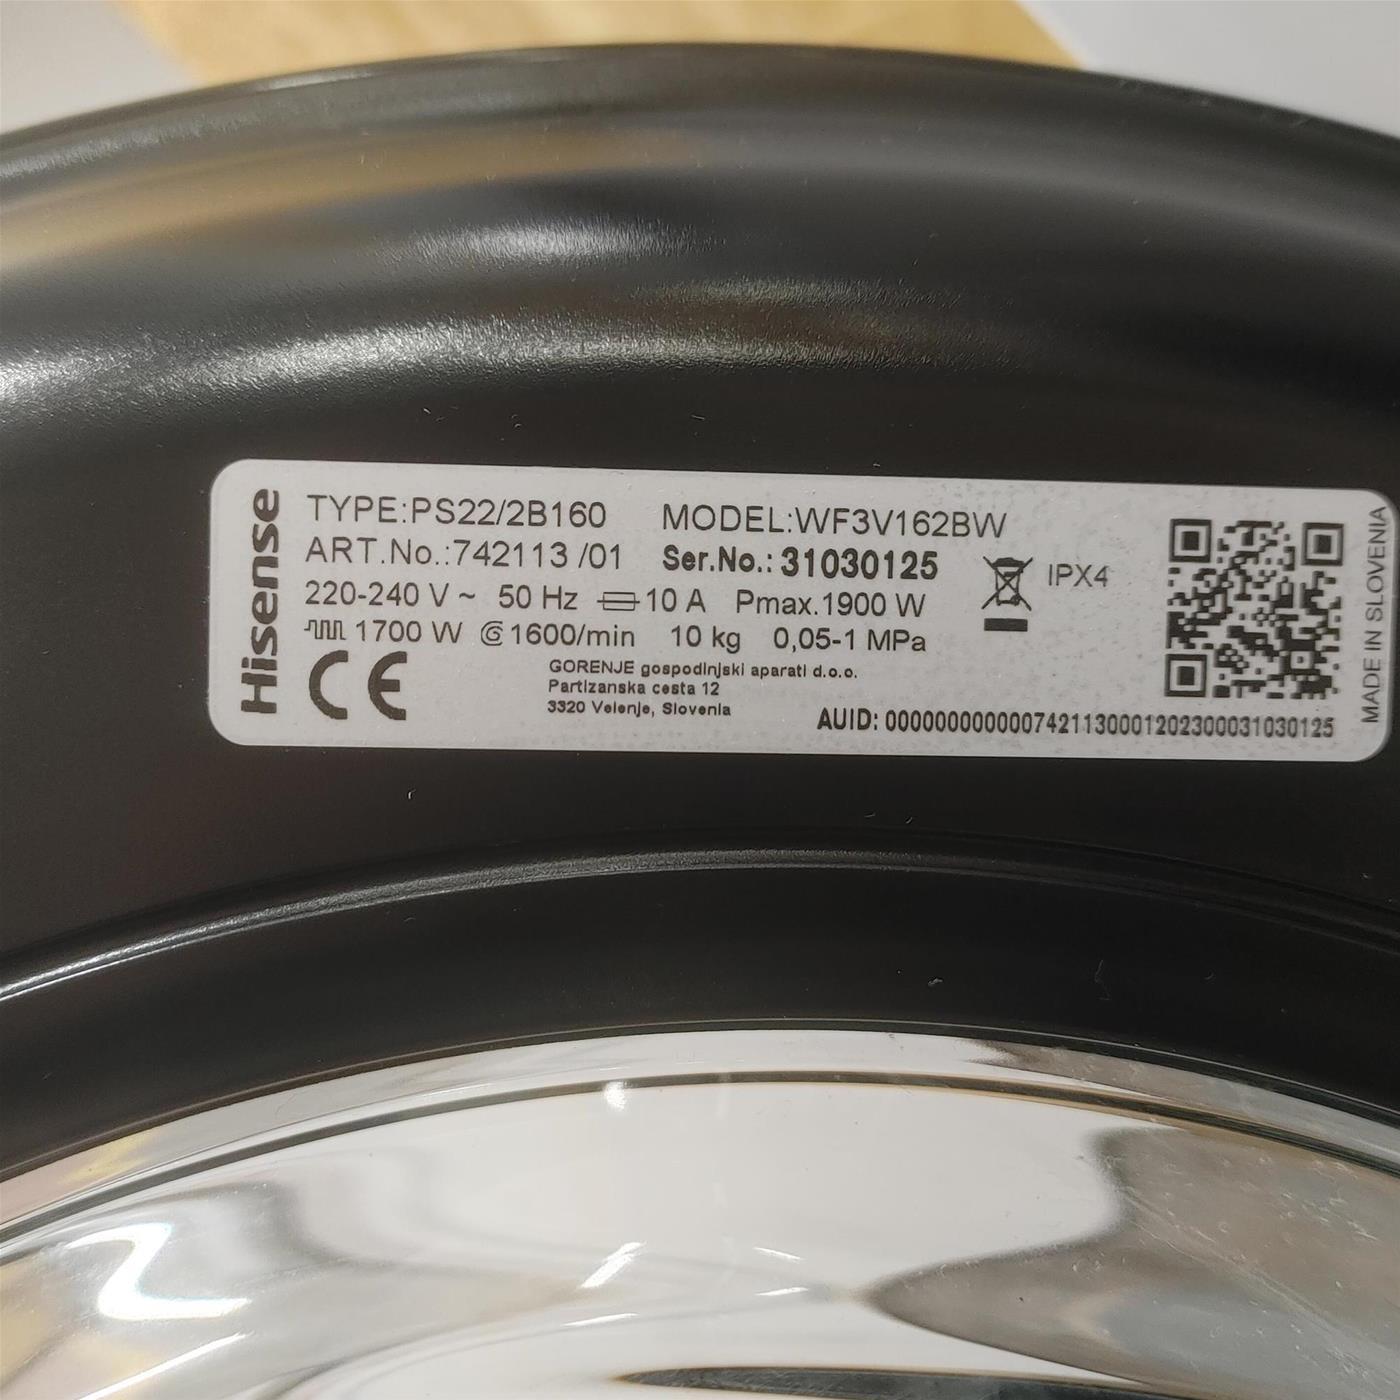 Hisense
TYPE:PS22/2B160 MODEL:WF3V162BW
ART.No.:742113 /01 Ser.No.: 31030125
220-240 V ~ 50 Hz 10 A Pmax.1900 W
1700 W 1600/min 10 kg 0,05-1 MPa
IPX4
CE
GORENJE gospodinjski aparati d.o.o.
Partizanska cesta 12
3320 Velenje, Slovenia
AUID: 0000000000007421130001202300031030125
MADE IN SLOVENIA